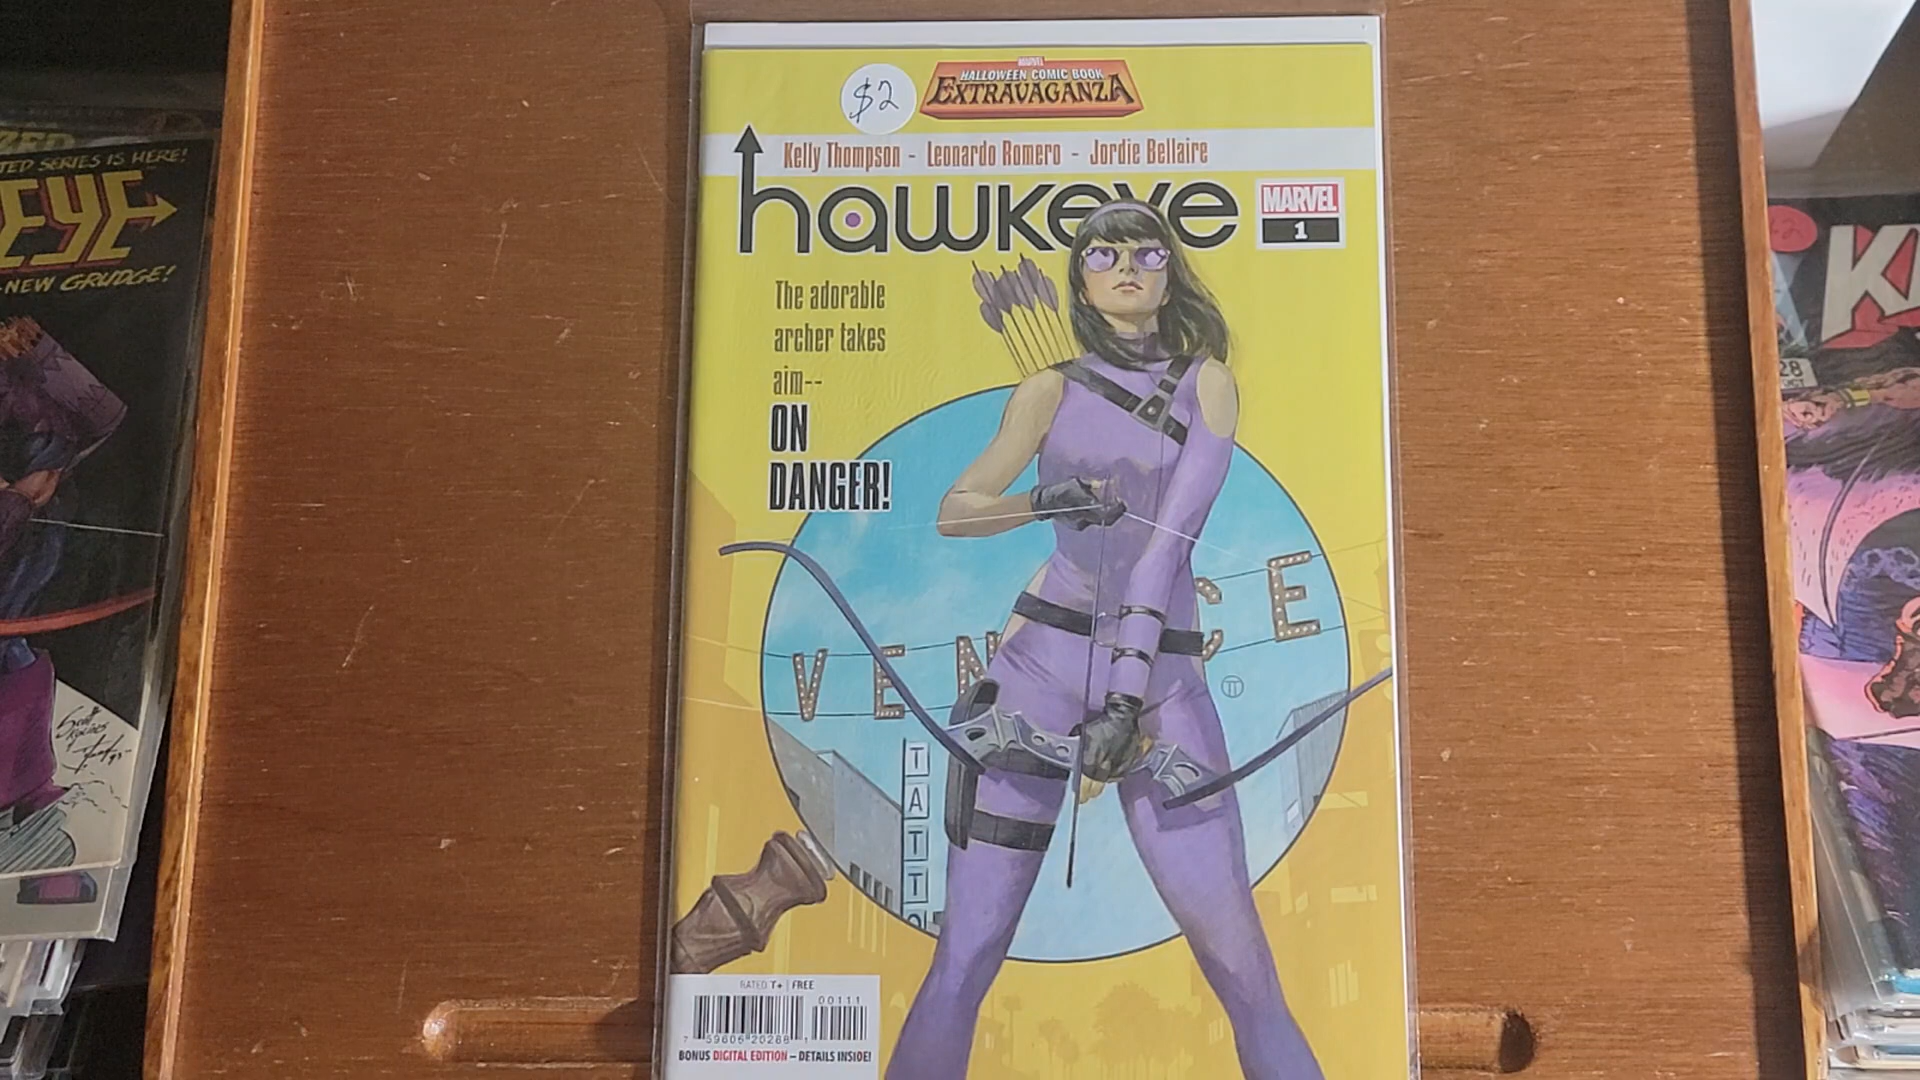 $2
MARVEL
HALLOWEEN COMIC BOOK
EXTRAVAGANZA
Kelly Thompson - Leonardo Romero - Jordie Bellaire
hawkeye
MARVEL
1
The adorable
archer takes
aim--
ON
DANGER!
VEN CE
TATTO
RATED T+ | FREE
00111
7 59606 20288 1
BONUS DIGITAL EDITION – DETAILS INSIDE!
TED SERIES IS HERE!
EYE
-NEW GRUDGE!
K
28